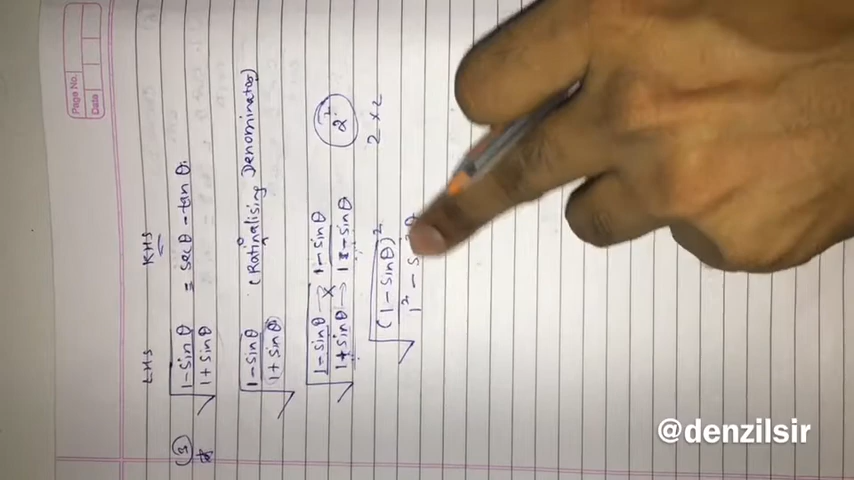 Page No.
Date
LHS RHS
③ √(1-sinθ / 1+sinθ) = secθ - tanθ
√(1-sinθ / 1+sinθ) (Rationalising Denominator)
√(1-sinθ / 1+sinθ × 1-sinθ / 1-sinθ) 2²
√((1-sinθ)² / 1² - s θ) 2×2
@denzilsir